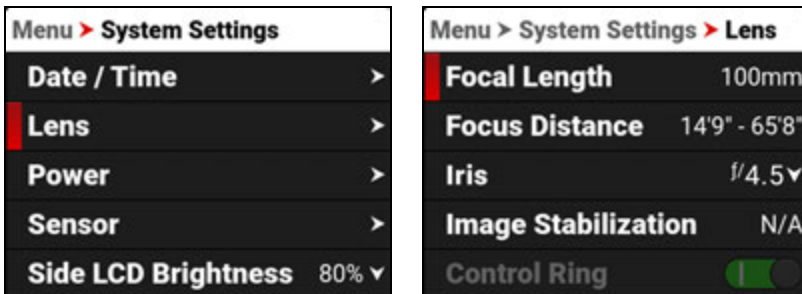 Menu > System Settings
Date / Time >
Lens >
Power >
Sensor >
Side LCD Brightness 80%
Menu > System Settings > Lens
Focal Length 100mm
Focus Distance 14'9" - 65'8"
Iris f/4.5
Image Stabilization N/A
Control Ring